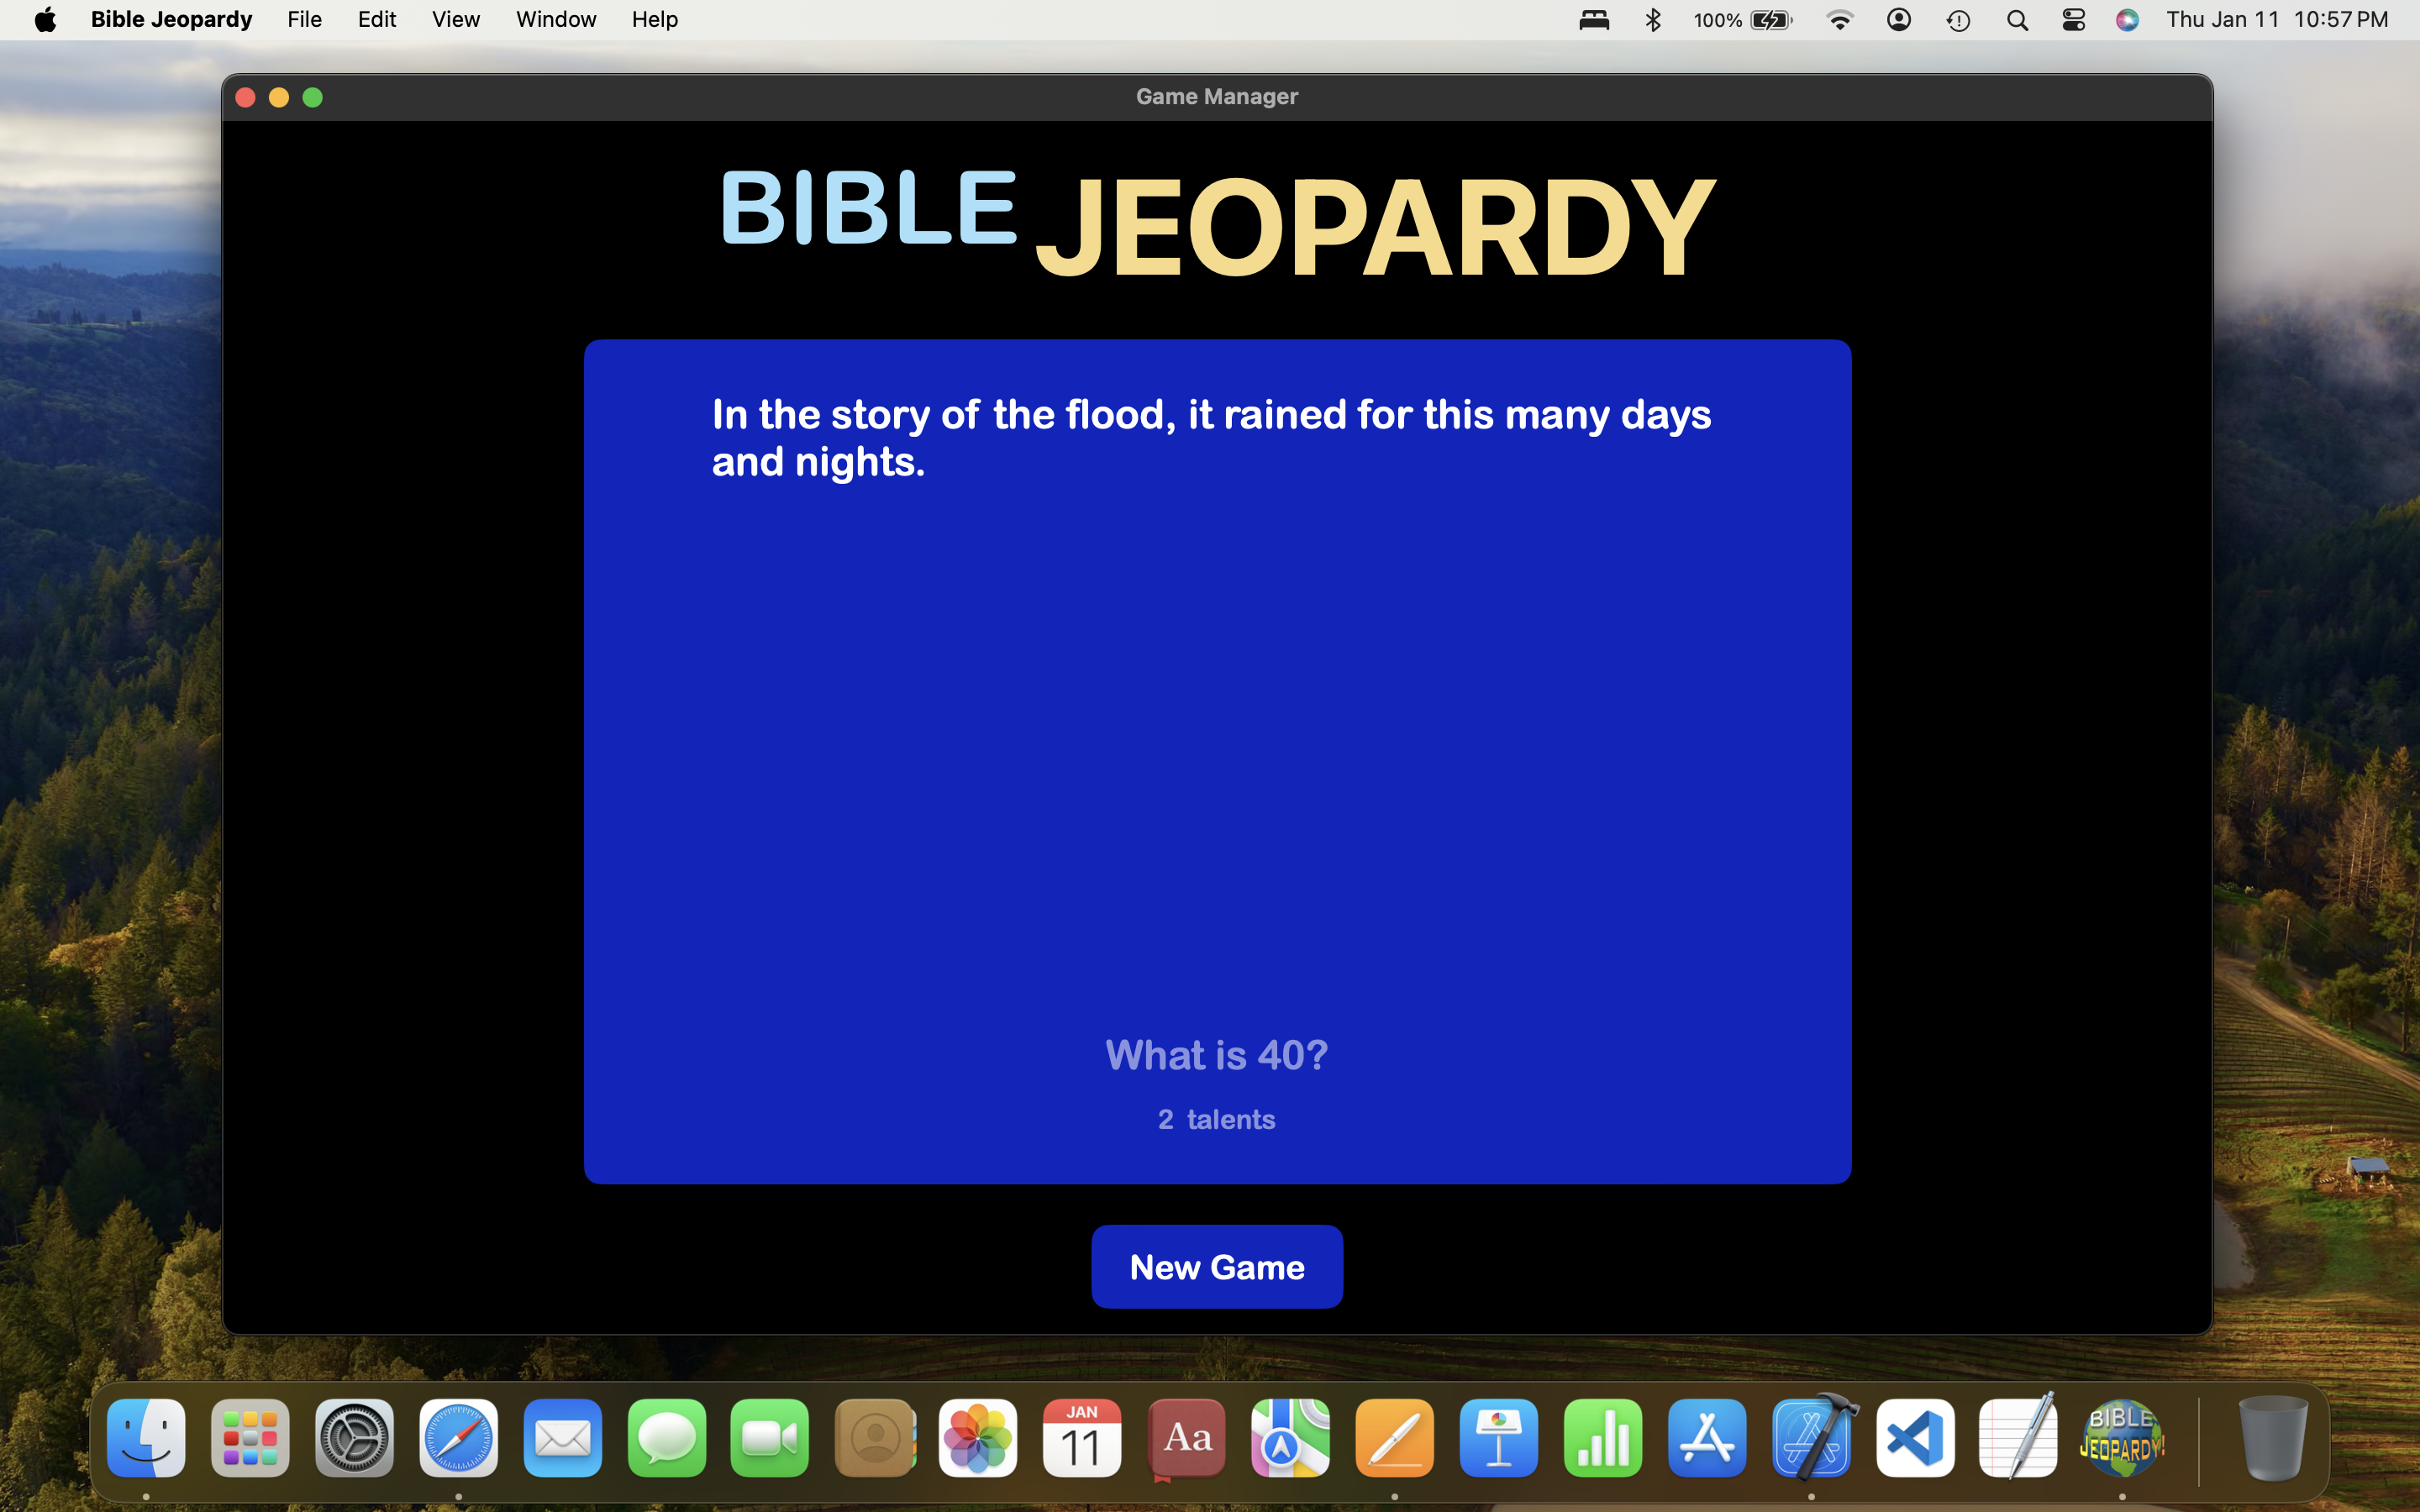 Bible Jeopardy File Edit View Window Help 100% Thu Jan 11 10:57 PM
Game Manager
BIBLE JEOPARDY
In the story of the flood, it rained for this many days
and nights.
What is 40?
2 talents
New Game
JAN
11
Aa
BIBLE
JEOPARDY!